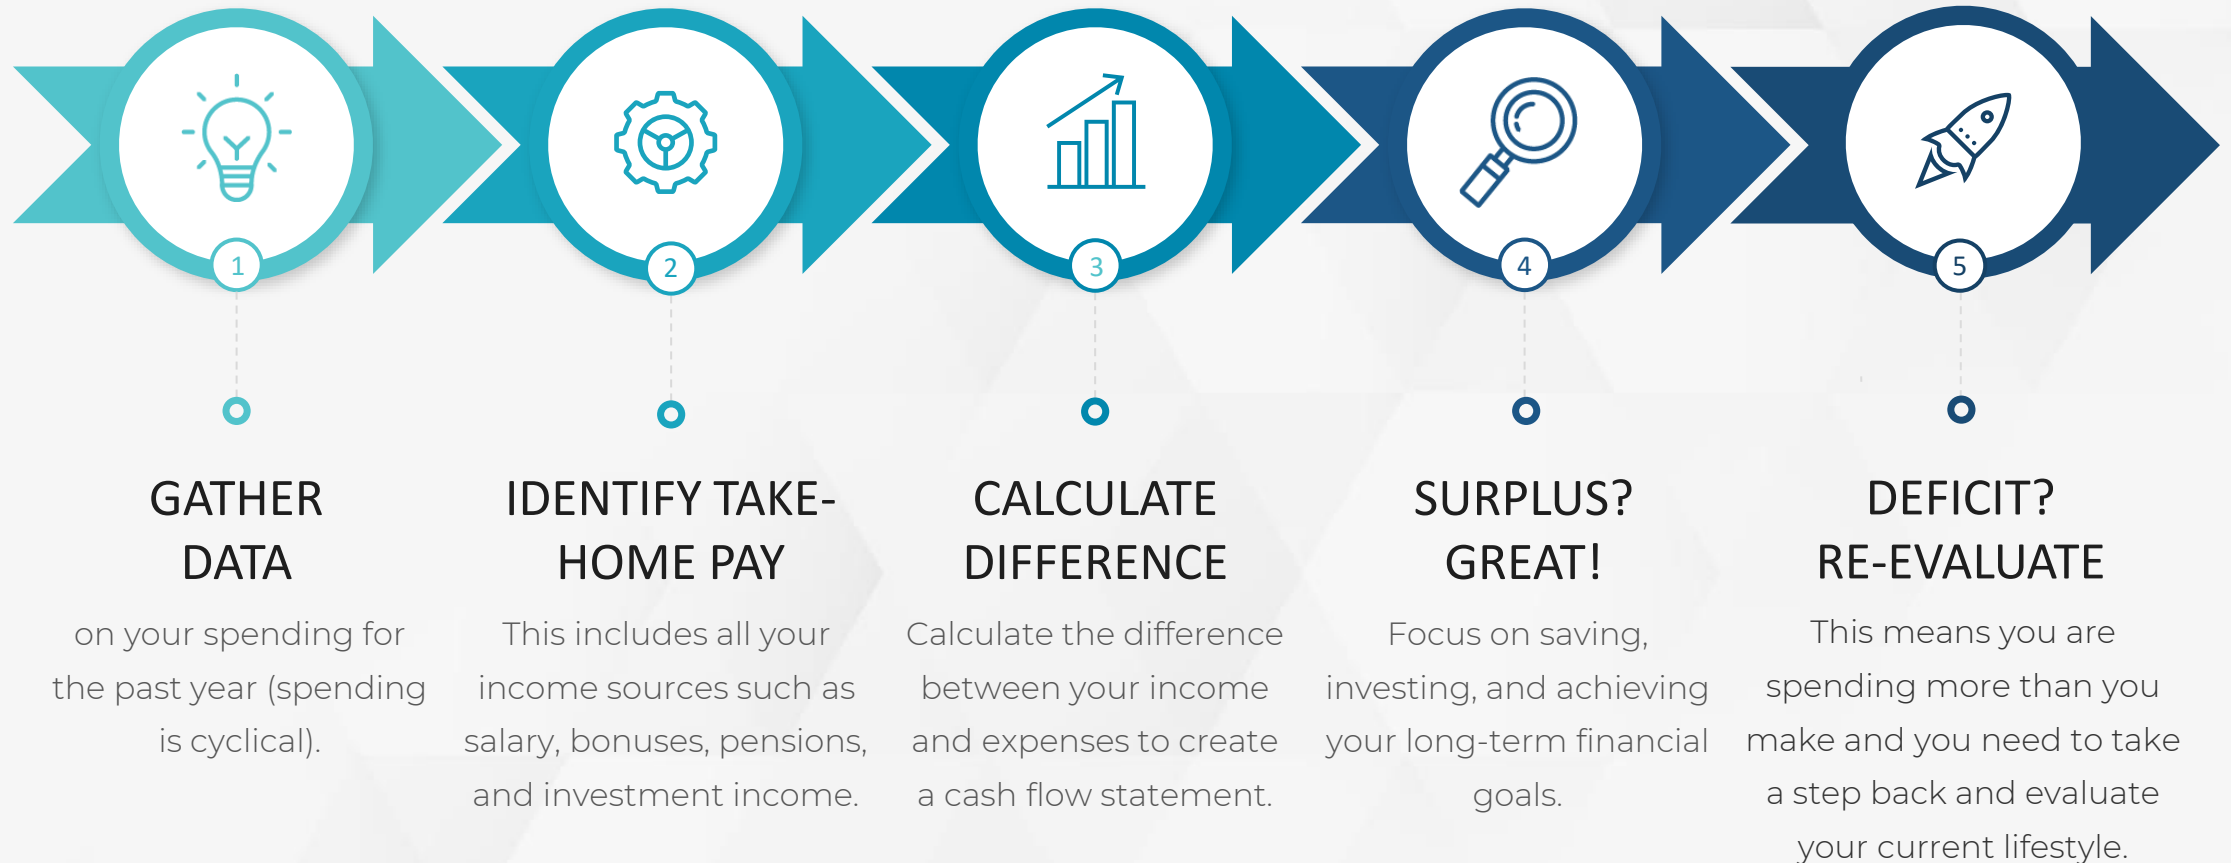 1
2
3
4
5
GATHER
DATA
on your spending for
the past year (spending
is cyclical).
IDENTIFY TAKE-
HOME PAY
This includes all your
income sources such as
salary, bonuses, pensions,
and investment income.
CALCULATE
DIFFERENCE
Calculate the difference
between your income
and expenses to create
a cash flow statement.
SURPLUS?
GREAT!
Focus on saving,
investing, and achieving
your long-term financial
goals.
DEFICIT?
RE-EVALUATE
This means you are
spending more than you
make and you need to take
a step back and evaluate
your current lifestyle.